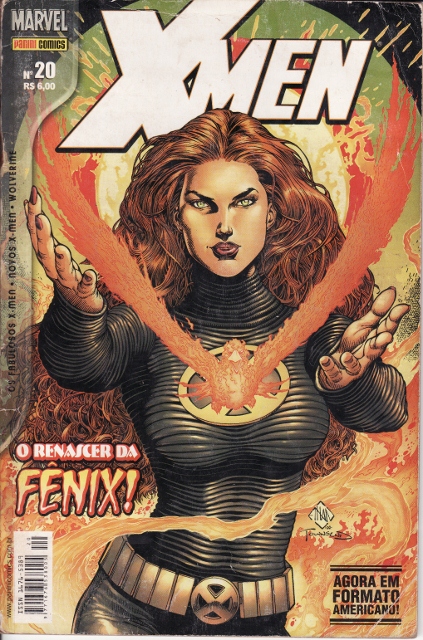 MARVEL
PANINI COMICS
Nº 20
R$ 6,00
X-MEN
OS FABULOSOS X-MEN • NOVOS X-MEN • WOLVERINE
O RENASCER DA
FÊNIX!
ETHAN
AGORA EM
FORMATO
AMERICANO!